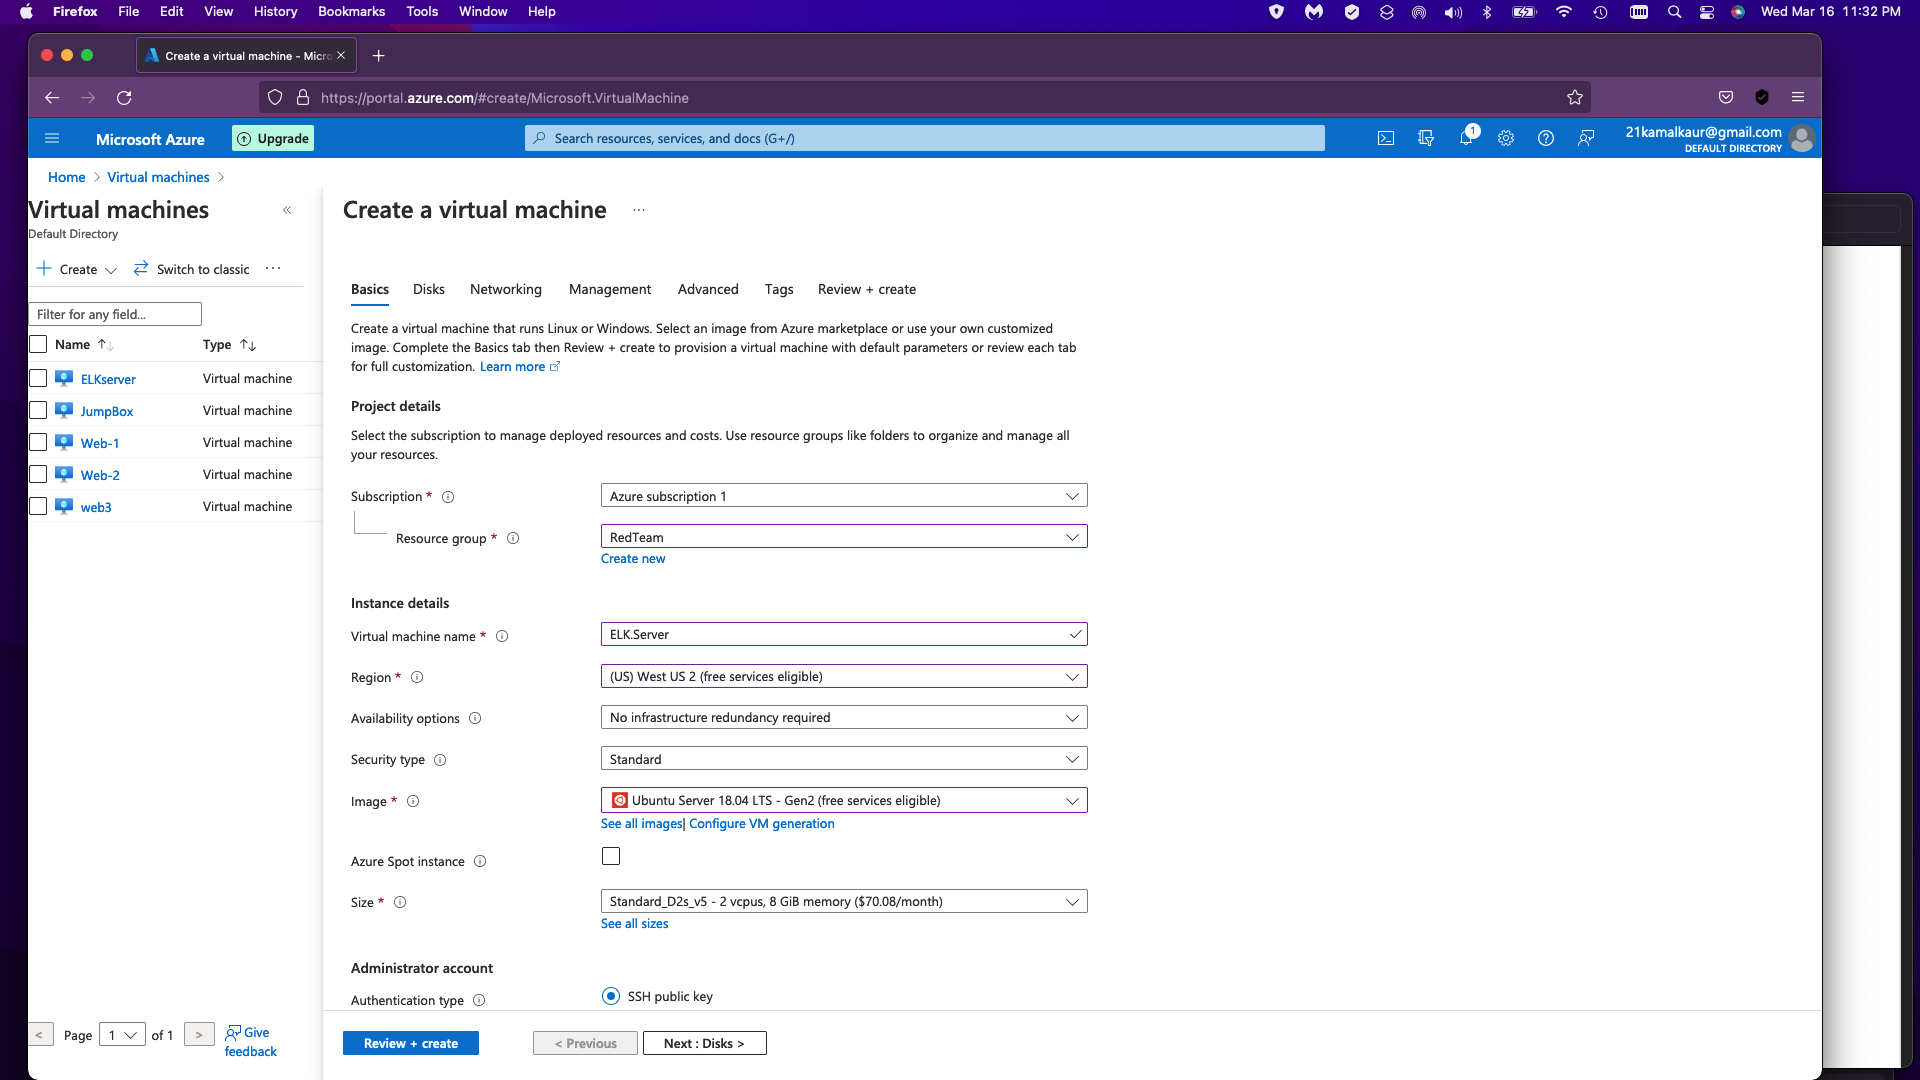 Firefox File Edit View History Bookmarks Tools Window Help Wed Mar 16 11:32 PM
Create a virtual machine - Micro
https://portal.azure.com/#create/Microsoft.VirtualMachine
Microsoft Azure Upgrade Search resources, services, and docs (G+/) 1 21kamalkaur@gmail.com
DEFAULT DIRECTORY
Home > Virtual machines >
Virtual machines «
Default Directory
Create Switch to classic ...
Filter for any field...
Name ↑↓ Type ↑↓
ELKserver Virtual machine
JumpBox Virtual machine
Web-1 Virtual machine
Web-2 Virtual machine
web3 Virtual machine
< Page 1 of 1 > Give
feedback
Create a virtual machine ...
Basics Disks Networking Management Advanced Tags Review + create
Create a virtual machine that runs Linux or Windows. Select an image from Azure marketplace or use your own customized
image. Complete the Basics tab then Review + create to provision a virtual machine with default parameters or review each tab
for full customization. Learn more
Project details
Select the subscription to manage deployed resources and costs. Use resource groups like folders to organize and manage all
your resources.
Subscription * Azure subscription 1
Resource group * RedTeam
Create new
Instance details
Virtual machine name * ELK.Server
Region * (US) West US 2 (free services eligible)
Availability options No infrastructure redundancy required
Security type Standard
Image * Ubuntu Server 18.04 LTS - Gen2 (free services eligible)
See all images| Configure VM generation
Azure Spot instance
Size * Standard_D2s_v5 - 2 vcpus, 8 GiB memory ($70.08/month)
See all sizes
Administrator account
Authentication type SSH public key
Review + create < Previous Next : Disks >